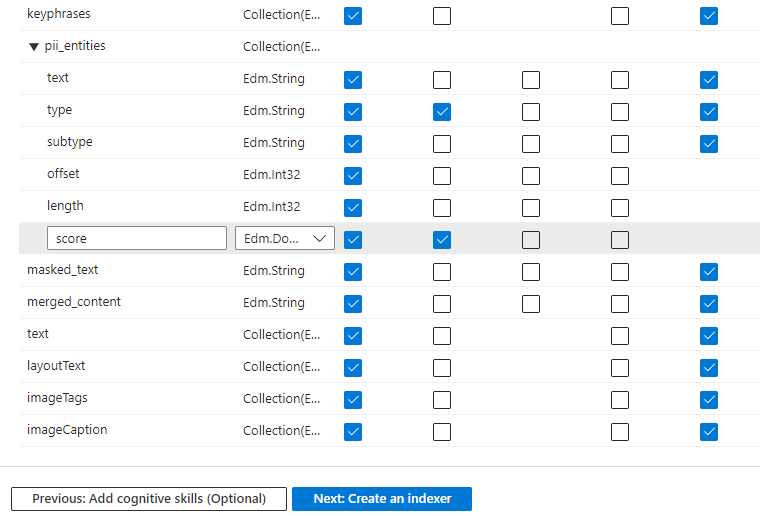 keyphrases Collection(E...
pii_entities Collection(E...
text Edm.String
type Edm.String
subtype Edm.String
offset Edm.Int32
length Edm.Int32
score Edm.Do...
masked_text Edm.String
merged_content Edm.String
text Collection(E...
layoutText Collection(E...
imageTags Collection(E...
imageCaption Collection(E...
Previous: Add cognitive skills (Optional) Next: Create an indexer